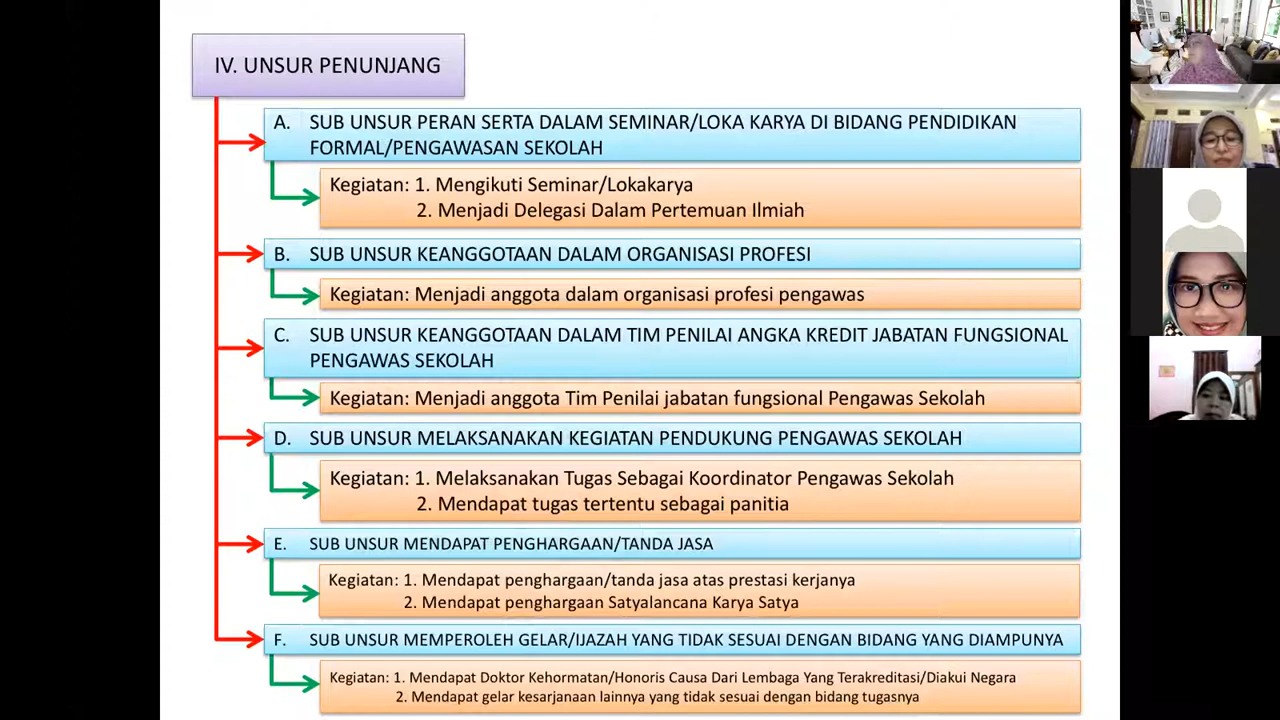 IV. UNSUR PENUNJANG
A. SUB UNSUR PERAN SERTA DALAM SEMINAR/LOKA KARYA DI BIDANG PENDIDIKAN
FORMAL/PENGAWASAN SEKOLAH
Kegiatan: 1. Mengikuti Seminar/Lokakarya
2. Menjadi Delegasi Dalam Pertemuan Ilmiah
B. SUB UNSUR KEANGGOTAAN DALAM ORGANISASI PROFESI
Kegiatan: Menjadi anggota dalam organisasi profesi pengawas
C. SUB UNSUR KEANGGOTAAN DALAM TIM PENILAI ANGKA KREDIT JABATAN FUNGSIONAL
PENGAWAS SEKOLAH
Kegiatan: Menjadi anggota Tim Penilai jabatan fungsional Pengawas Sekolah
D. SUB UNSUR MELAKSANAKAN KEGIATAN PENDUKUNG PENGAWAS SEKOLAH
Kegiatan: 1. Melaksanakan Tugas Sebagai Koordinator Pengawas Sekolah
2. Mendapat tugas tertentu sebagai panitia
E. SUB UNSUR MENDAPAT PENGHARGAAN/TANDA JASA
Kegiatan: 1. Mendapat penghargaan/tanda jasa atas prestasi kerjanya
2. Mendapat penghargaan Satyalancana Karya Satya
F. SUB UNSUR MEMPEROLEH GELAR/IJAZAH YANG TIDAK SESUAI DENGAN BIDANG YANG DIAMPUNYA
Kegiatan: 1. Mendapat Doktor Kehormatan/Honoris Causa Dari Lembaga Yang Terakreditasi/Diakui Negara
2. Mendapat gelar kesarjanaan lainnya yang tidak sesuai dengan bidang tugasnya